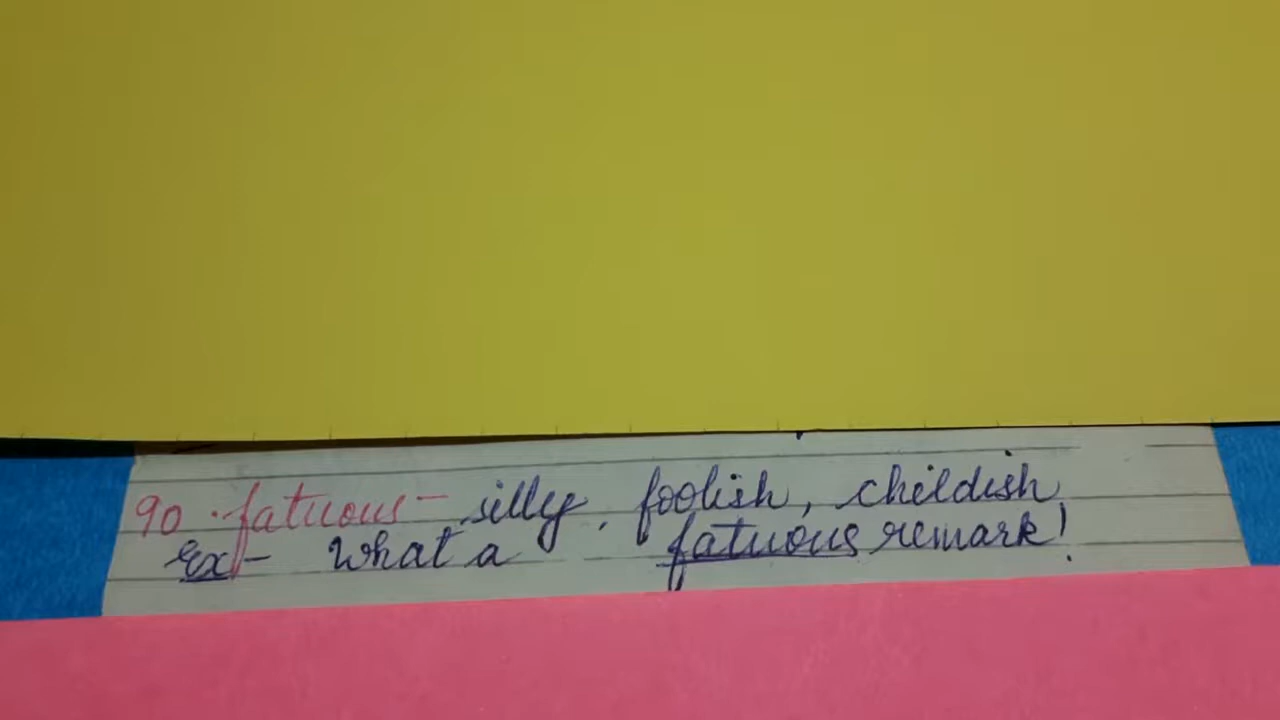 90. fatuous - silly, foolish, childish
Ex - What a fatuous remark!